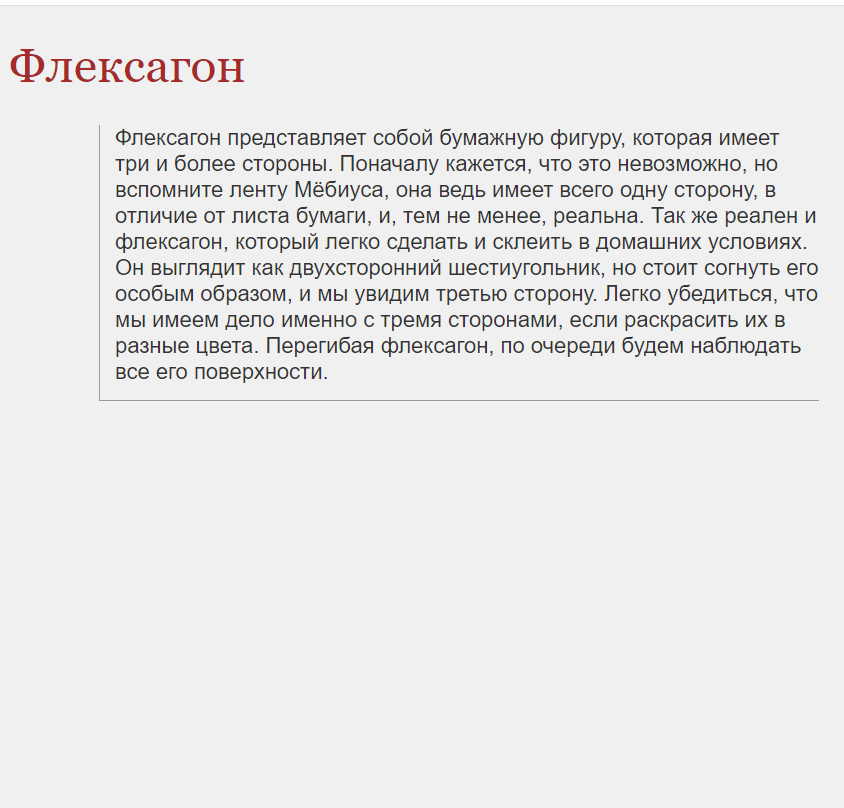 Флексагон
Флексагон представляет собой бумажную фигуру, которая имеет
три и более стороны. Поначалу кажется, что это невозможно, но
вспомните ленту Мёбиуса, она ведь имеет всего одну сторону, в
отличие от листа бумаги, и, тем не менее, реальна. Так же реален и
флексагон, который легко сделать и склеить в домашних условиях.
Он выглядит как двухсторонний шестиугольник, но стоит согнуть его
особым образом, и мы увидим третью сторону. Легко убедиться, что
мы имеем дело именно с тремя сторонами, если раскрасить их в
разные цвета. Перегибая флексагон, по очереди будем наблюдать
все его поверхности.